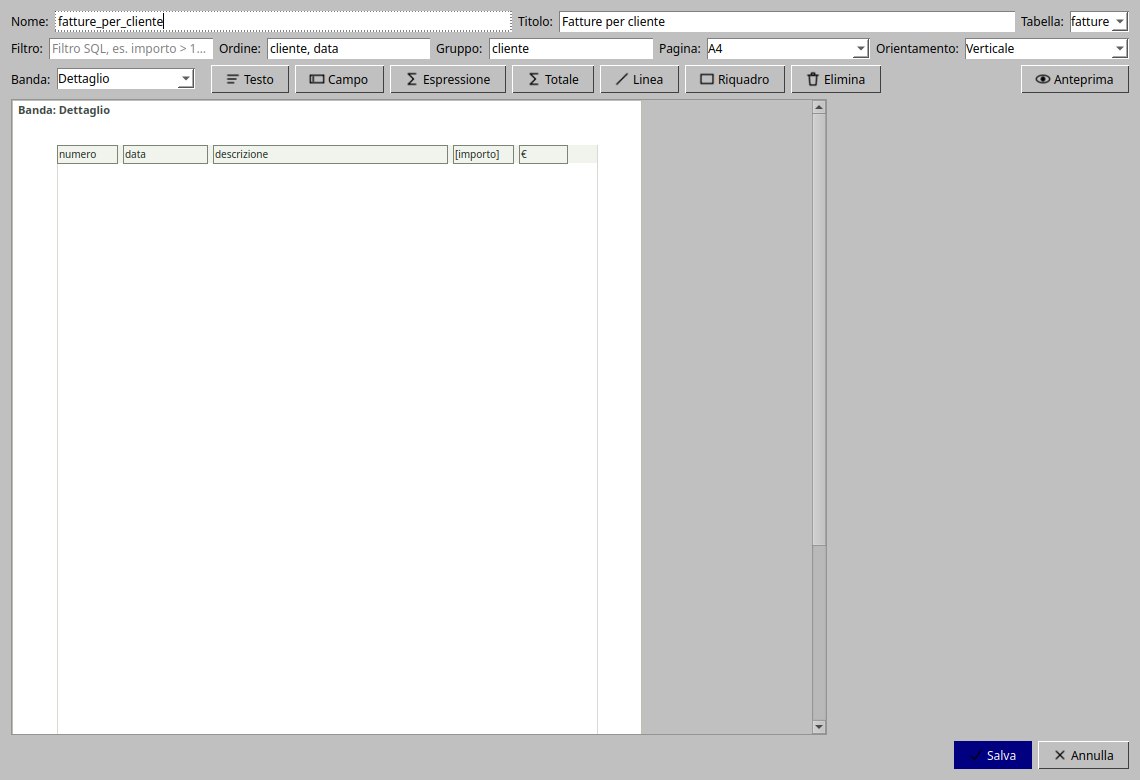 Nome: fatture_per_cliente Titolo: Fatture per cliente Tabella: fatture
Filtro: Filtro SQL, es. importo > 1... Ordine: cliente, data Gruppo: cliente Pagina: A4 Orientamento: Verticale
Banda: Dettaglio Testo Campo Espressione Totale Linea Riquadro Elimina Anteprima
Banda: Dettaglio
numero data descrizione [importo] €
Salva Annulla